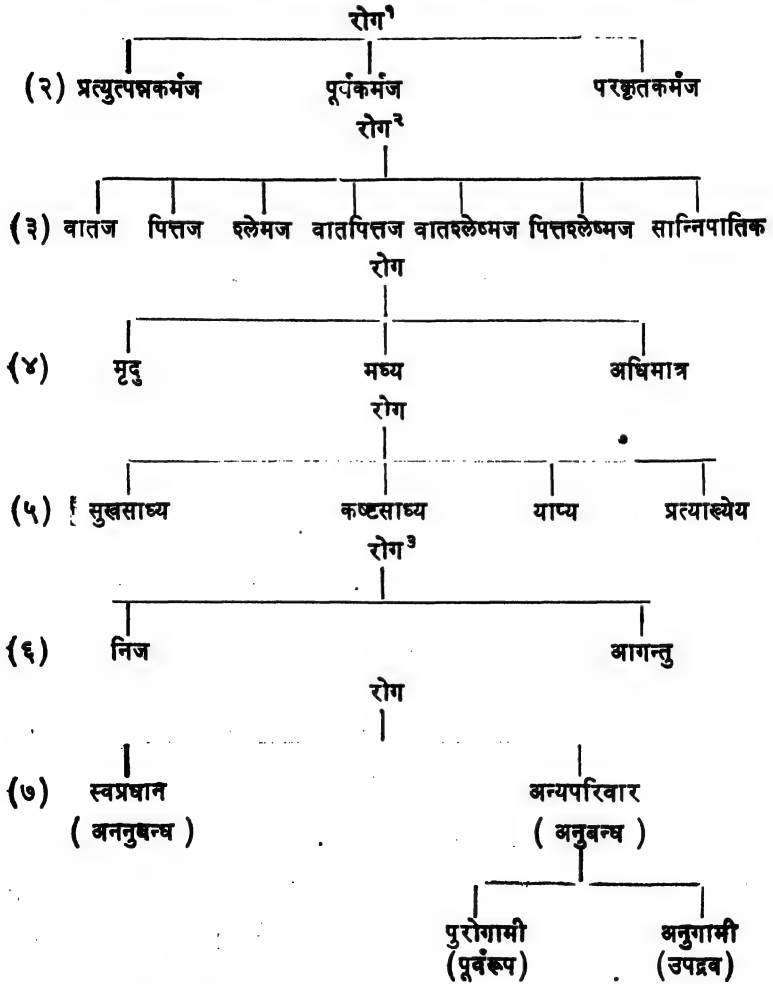 रोग¹
(२) प्रत्युत्पन्नकर्मज पूर्वकर्मज परकृतकर्मज
रोग²
(३) वातज पित्तज श्लेमज वातपित्तज वातश्लेष्मज पित्तश्लेष्मज सान्निपातिक
रोग
(४) मृदु मध्य अधिमात्र
रोग
(५) सुखसाध्य कष्टसाध्य याप्य प्रत्याख्येय
रोग³
(६) निज आगन्तु
रोग
(७) स्वप्रधान अन्यपरिवार
( अननुबन्ध ) ( अनुबन्ध )
पुरोगामी अनुगामी
(पूर्वरूप) (उपद्रव)